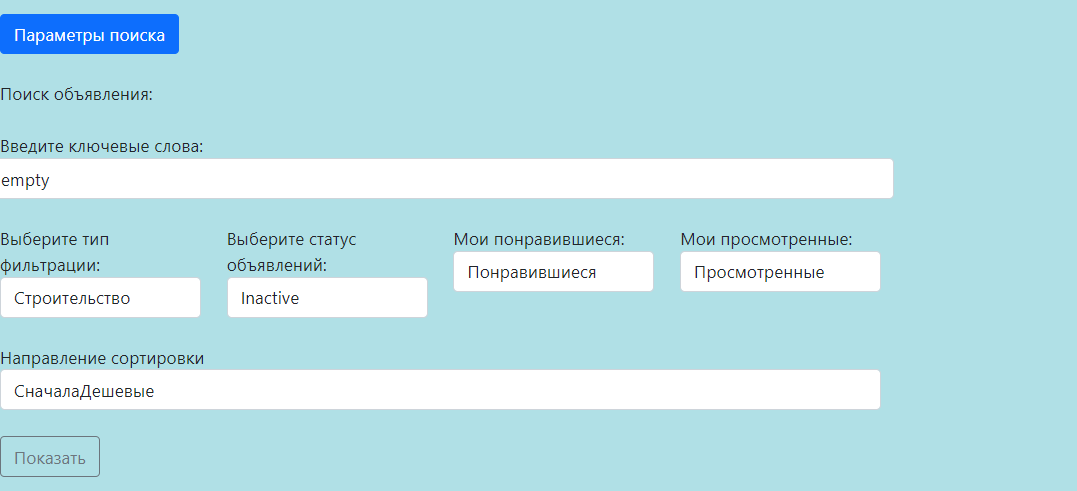 Параметры поиска
Поиск объявления:
Введите ключевые слова:
empty
Выберите тип
фильтрации:
Строительство
Выберите статус
объявлений:
Inactive
Мои понравившиеся:
Понравившиеся
Мои просмотренные:
Просмотренные
Направление сортировки
СначалаДешевые
Показать